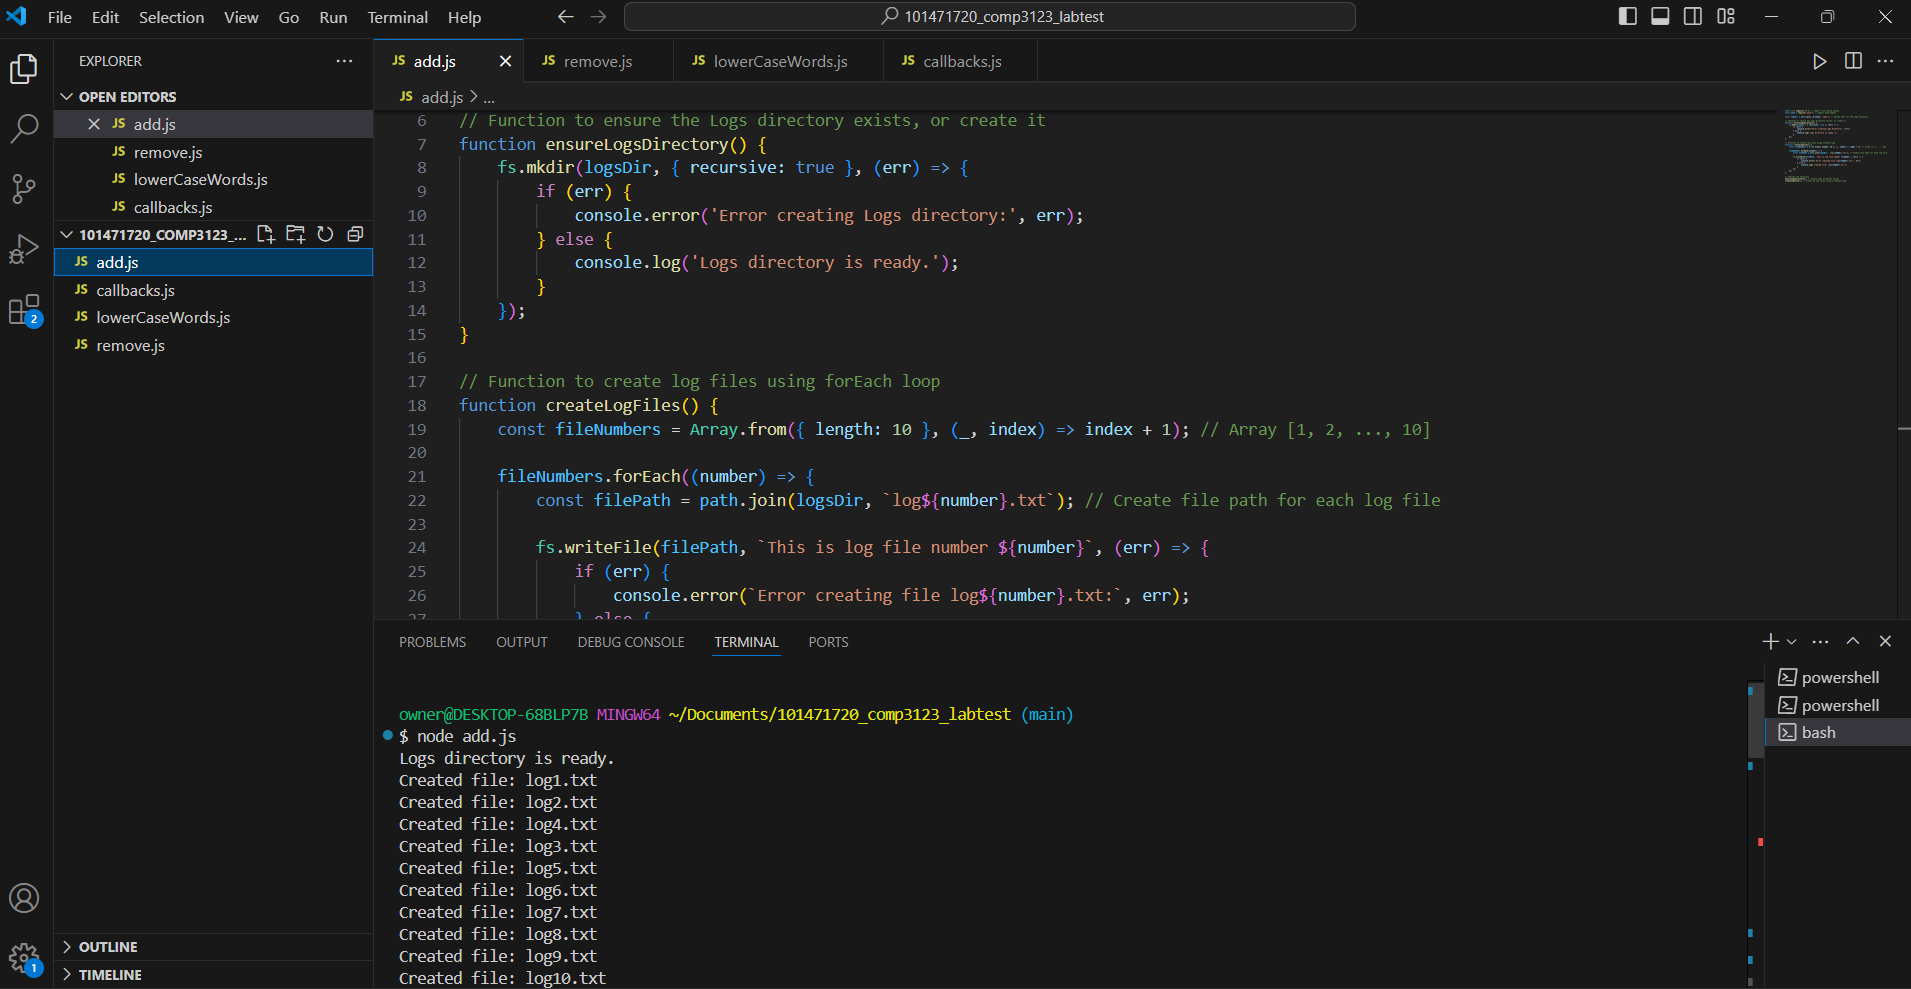 File Edit Selection View Go Run Terminal Help
101471720_comp3123_labtest
EXPLORER
OPEN EDITORS
JS add.js
JS remove.js
JS lowerCaseWords.js
JS callbacks.js
101471720_COMP3123_...
JS add.js
JS callbacks.js
JS lowerCaseWords.js
JS remove.js
2
1
OUTLINE
TIMELINE
JS add.js JS remove.js JS lowerCaseWords.js JS callbacks.js
JS add.js > ...
6 // Function to ensure the Logs directory exists, or create it
7 function ensureLogsDirectory() {
8 fs.mkdir(logsDir, { recursive: true }, (err) => {
9 if (err) {
10 console.error('Error creating Logs directory:', err);
11 } else {
12 console.log('Logs directory is ready.');
13 }
14 });
15 }
16
17 // Function to create log files using forEach loop
18 function createLogFiles() {
19 const fileNumbers = Array.from({ length: 10 }, (_, index) => index + 1); // Array [1, 2, ..., 10]
20
21 fileNumbers.forEach((number) => {
22 const filePath = path.join(logsDir, `log${number}.txt`); // Create file path for each log file
23
24 fs.writeFile(filePath, `This is log file number ${number}`, (err) => {
25 if (err) {
26 console.error(`Error creating file log${number}.txt:`, err);
27 } else {
PROBLEMS OUTPUT DEBUG CONSOLE TERMINAL PORTS
owner@DESKTOP-68BLP7B MINGW64 ~/Documents/101471720_comp3123_labtest (main)
$ node add.js
Logs directory is ready.
Created file: log1.txt
Created file: log2.txt
Created file: log4.txt
Created file: log3.txt
Created file: log5.txt
Created file: log6.txt
Created file: log7.txt
Created file: log8.txt
Created file: log9.txt
Created file: log10.txt
powershell
powershell
bash